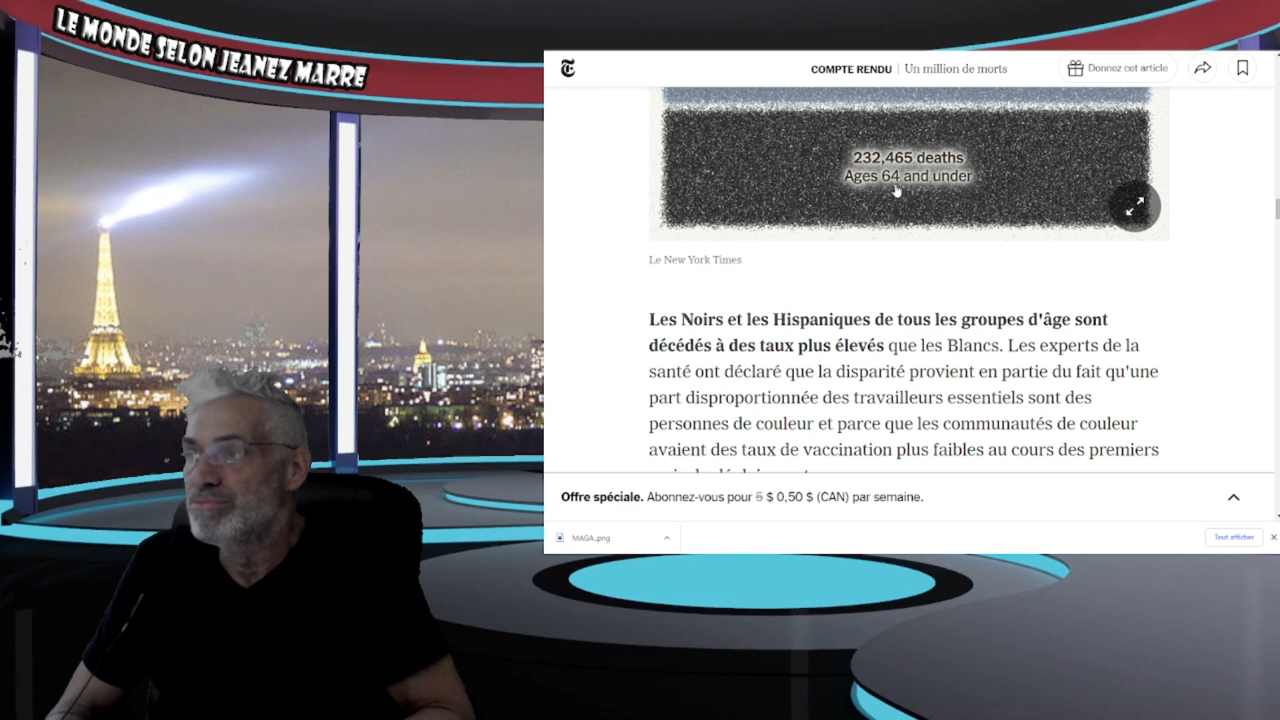 LE MONDE SELON JEANEZ MARRE
COMPTE RENDU | Un million de morts
Donnez cet article
232,465 deaths
Ages 64 and under
Le New York Times
Les Noirs et les Hispaniques de tous les groupes d'âge sont
décédés à des taux plus élevés que les Blancs. Les experts de la
santé ont déclaré que la disparité provient en partie du fait qu'une
part disproportionnée des travailleurs essentiels sont des
personnes de couleur et parce que les communautés de couleur
avaient des taux de vaccination plus faibles au cours des premiers
Offre spéciale. Abonnez-vous pour 5 $ 0,50 $ (CAN) par semaine.
MAGA.png
Tout afficher